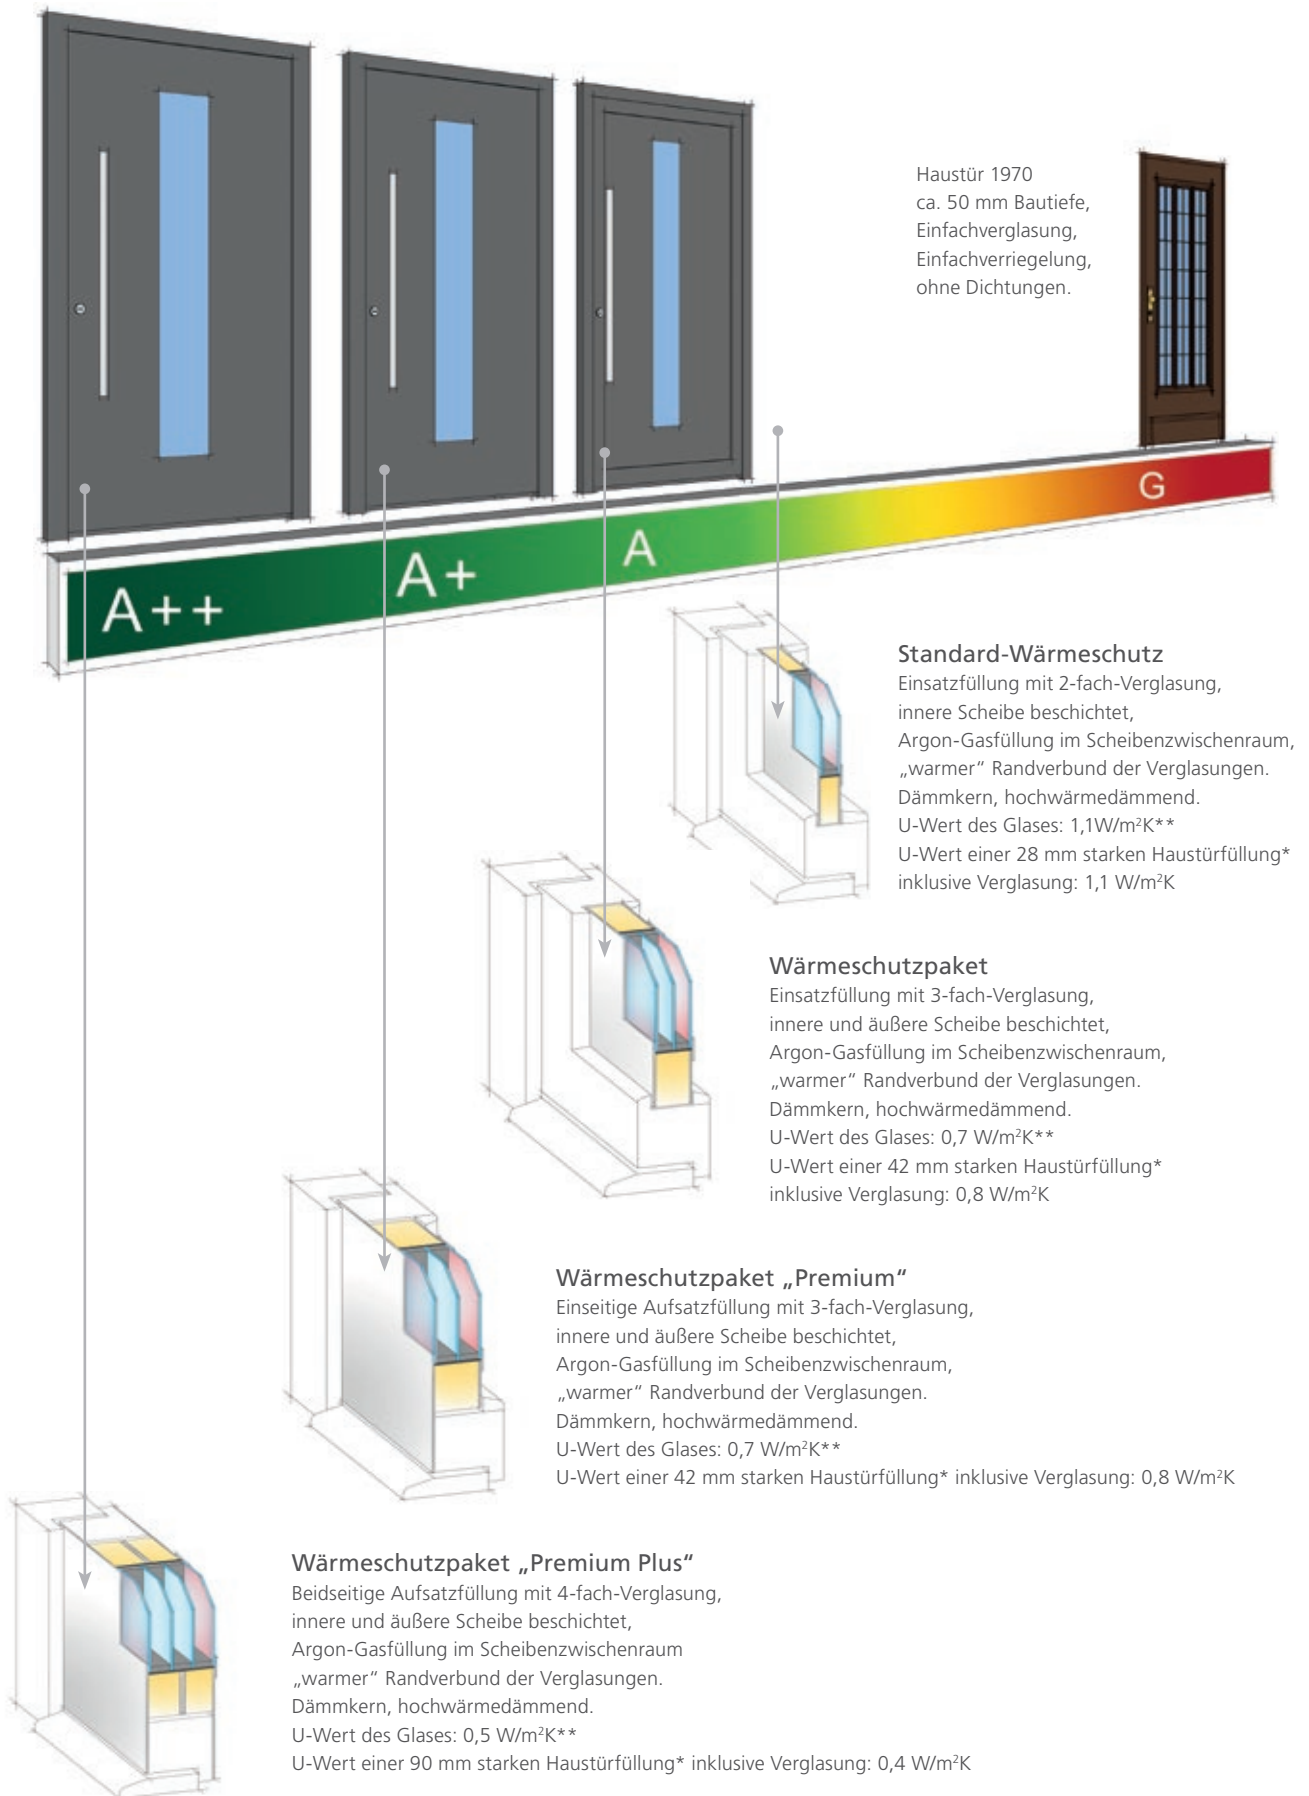 Haustür 1970
ca. 50 mm Bautiefe,
Einfachverglasung,
Einfachverriegelung,
ohne Dichtungen.
A++
A+
A
G
Standard-Wärmeschutz
Einsatzfüllung mit 2-fach-Verglasung,
innere Scheibe beschichtet,
Argon-Gasfüllung im Scheibenzwischenraum,
„warmer“ Randverbund der Verglasungen.
Dämmkern, hochwärmedämmend.
U-Wert des Glases: 1,1W/m²K**
U-Wert einer 28 mm starken Haustürfüllung*
inklusive Verglasung: 1,1 W/m²K
Wärmeschutzpaket
Einsatzfüllung mit 3-fach-Verglasung,
innere und äußere Scheibe beschichtet,
Argon-Gasfüllung im Scheibenzwischenraum,
„warmer“ Randverbund der Verglasungen.
Dämmkern, hochwärmedämmend.
U-Wert des Glases: 0,7 W/m²K**
U-Wert einer 42 mm starken Haustürfüllung*
inklusive Verglasung: 0,8 W/m²K
Wärmeschutzpaket „Premium“
Einseitige Aufsatzfüllung mit 3-fach-Verglasung,
innere und äußere Scheibe beschichtet,
Argon-Gasfüllung im Scheibenzwischenraum,
„warmer“ Randverbund der Verglasungen.
Dämmkern, hochwärmedämmend.
U-Wert des Glases: 0,7 W/m²K**
U-Wert einer 42 mm starken Haustürfüllung* inklusive Verglasung: 0,8 W/m²K
Wärmeschutzpaket „Premium Plus“
Beidseitige Aufsatzfüllung mit 4-fach-Verglasung,
innere und äußere Scheibe beschichtet,
Argon-Gasfüllung im Scheibenzwischenraum
„warmer“ Randverbund der Verglasungen.
Dämmkern, hochwärmedämmend.
U-Wert des Glases: 0,5 W/m²K**
U-Wert einer 90 mm starken Haustürfüllung* inklusive Verglasung: 0,4 W/m²K